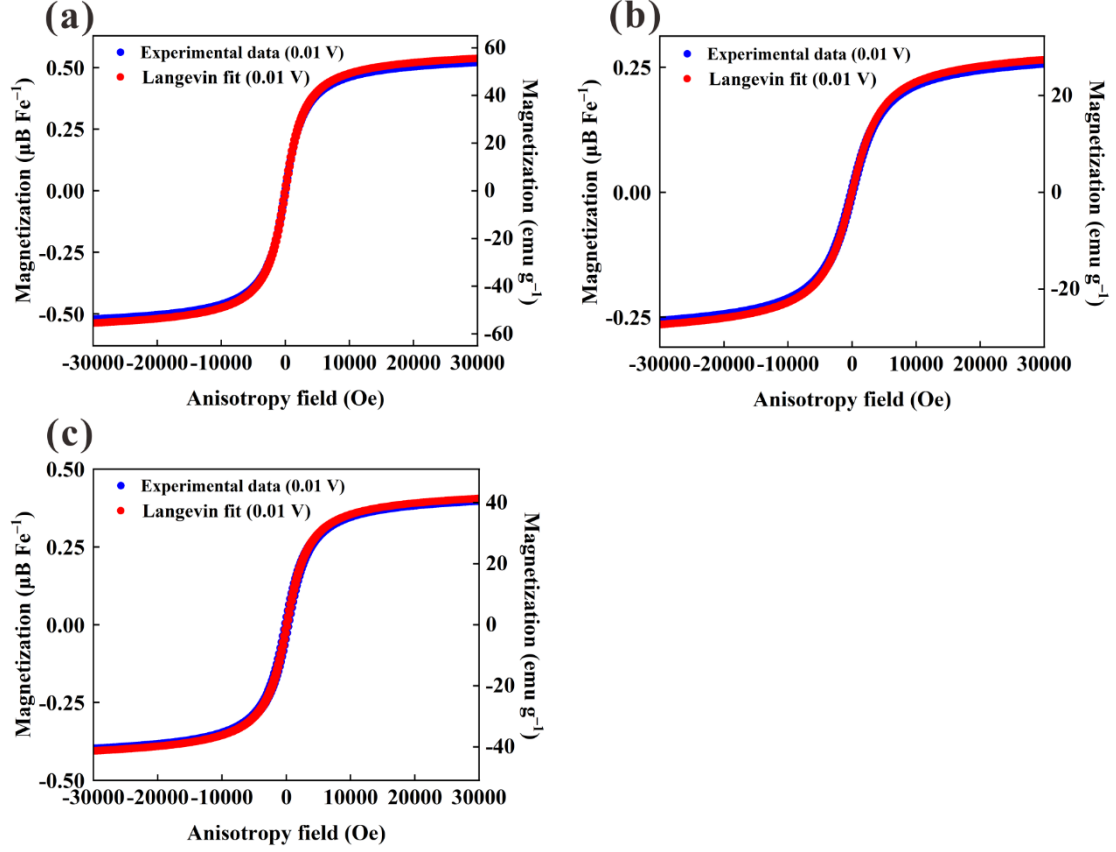 (a)
Experimental data (0.01 V)
Langevin fit (0.01 V)
Magnetization (μB Fe⁻¹)
0.50
0.25
0.00
-0.25
-0.50
60
40
20
0
-20
-40
-60
Magnetization (emu g⁻¹)
-30000 -20000 -10000 0 10000 20000 30000
Anisotropy field (Oe)
(b)
Experimental data (0.01 V)
Langevin fit (0.01 V)
Magnetization (μB Fe⁻¹)
0.25
0.00
-0.25
20
0
-20
Magnetization (emu g⁻¹)
-30000 -20000 -10000 0 10000 20000 30000
Anisotropy field (Oe)
(c)
Experimental data (0.01 V)
Langevin fit (0.01 V)
Magnetization (μB Fe⁻¹)
0.50
0.25
0.00
-0.25
-0.50
40
20
0
-20
-40
Magnetization (emu g⁻¹)
-30000 -20000 -10000 0 10000 20000 30000
Anisotropy field (Oe)